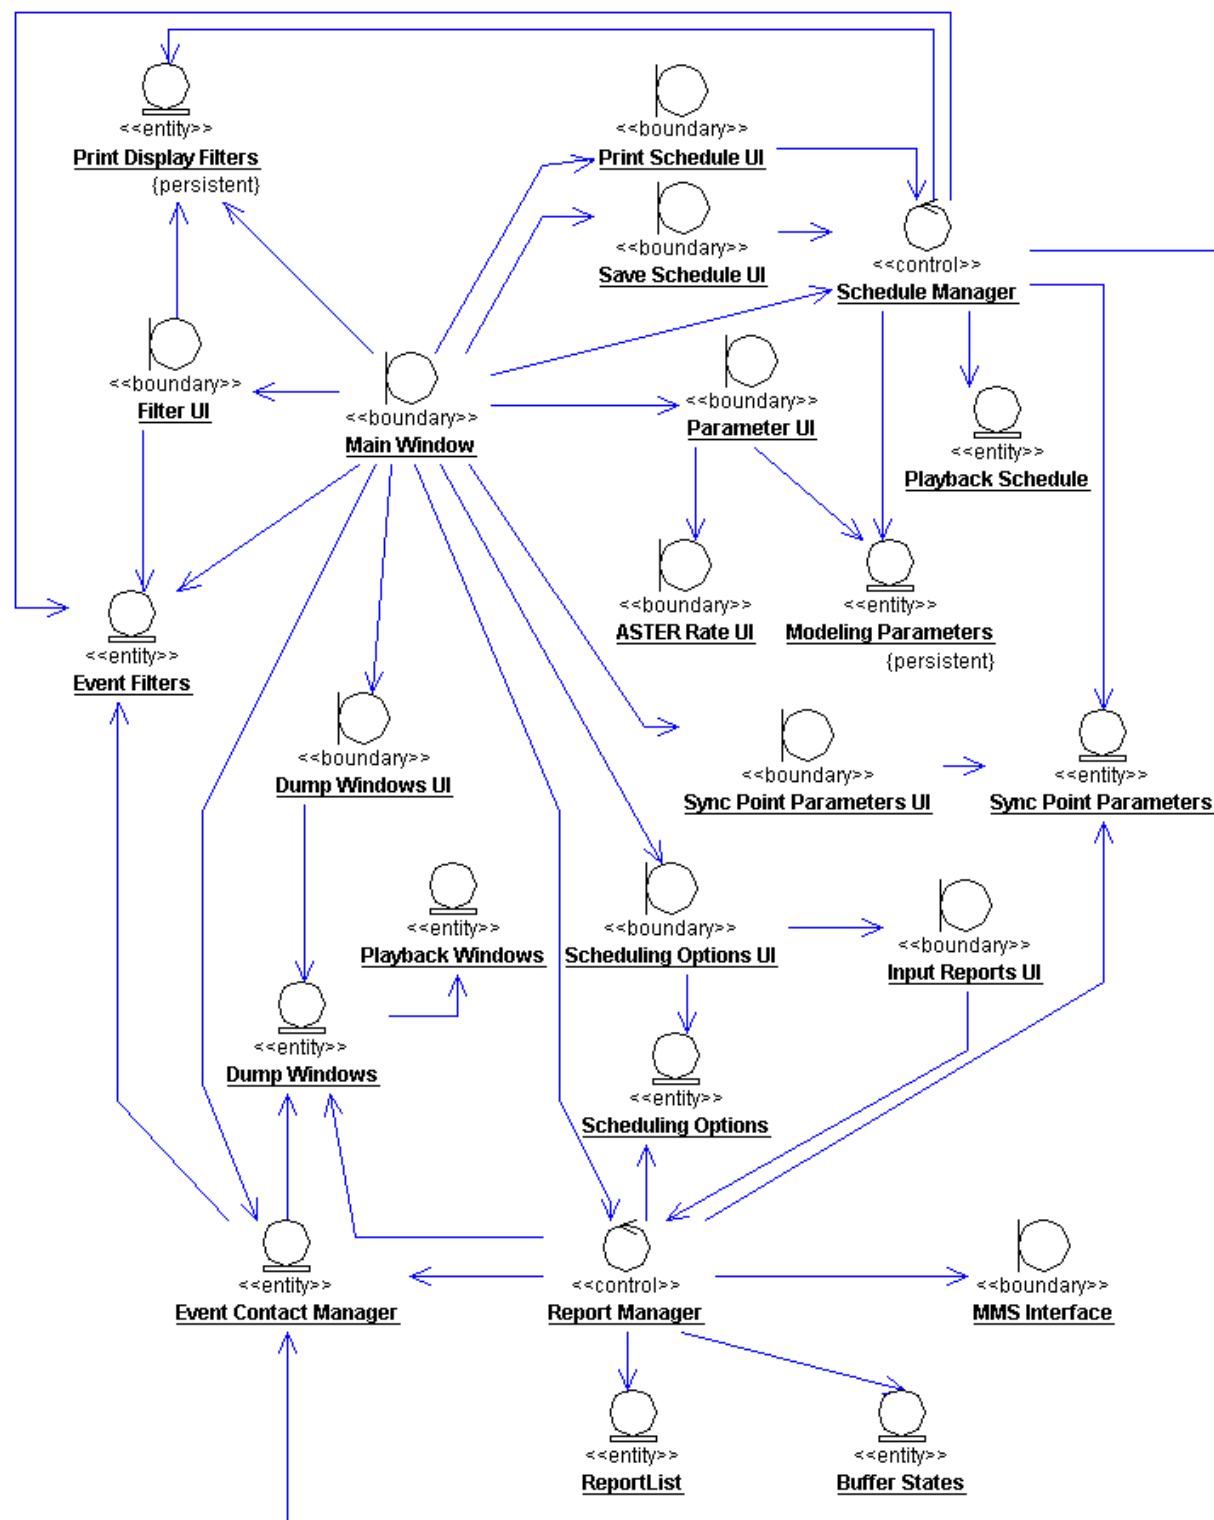 <<entity>>
Print Display Filters
{persistent}
<<boundary>>
Print Schedule UI
<<boundary>>
Save Schedule UI
<<control>>
Schedule Manager
<<boundary>>
Filter UI
<<boundary>>
Main Window
<<boundary>>
Parameter UI
<<entity>>
Playback Schedule
<<boundary>>
ASTER Rate UI
<<entity>>
Modeling Parameters
{persistent}
<<entity>>
Event Filters
<<boundary>>
Dump Windows UI
<<boundary>>
Sync Point Parameters UI
<<entity>>
Sync Point Parameters
<<entity>>
Playback Windows
<<boundary>>
Scheduling Options UI
<<boundary>>
Input Reports UI
<<entity>>
Dump Windows
<<entity>>
Scheduling Options
<<entity>>
Event Contact Manager
<<control>>
Report Manager
<<boundary>>
MMS Interface
<<entity>>
ReportList
<<entity>>
Buffer States